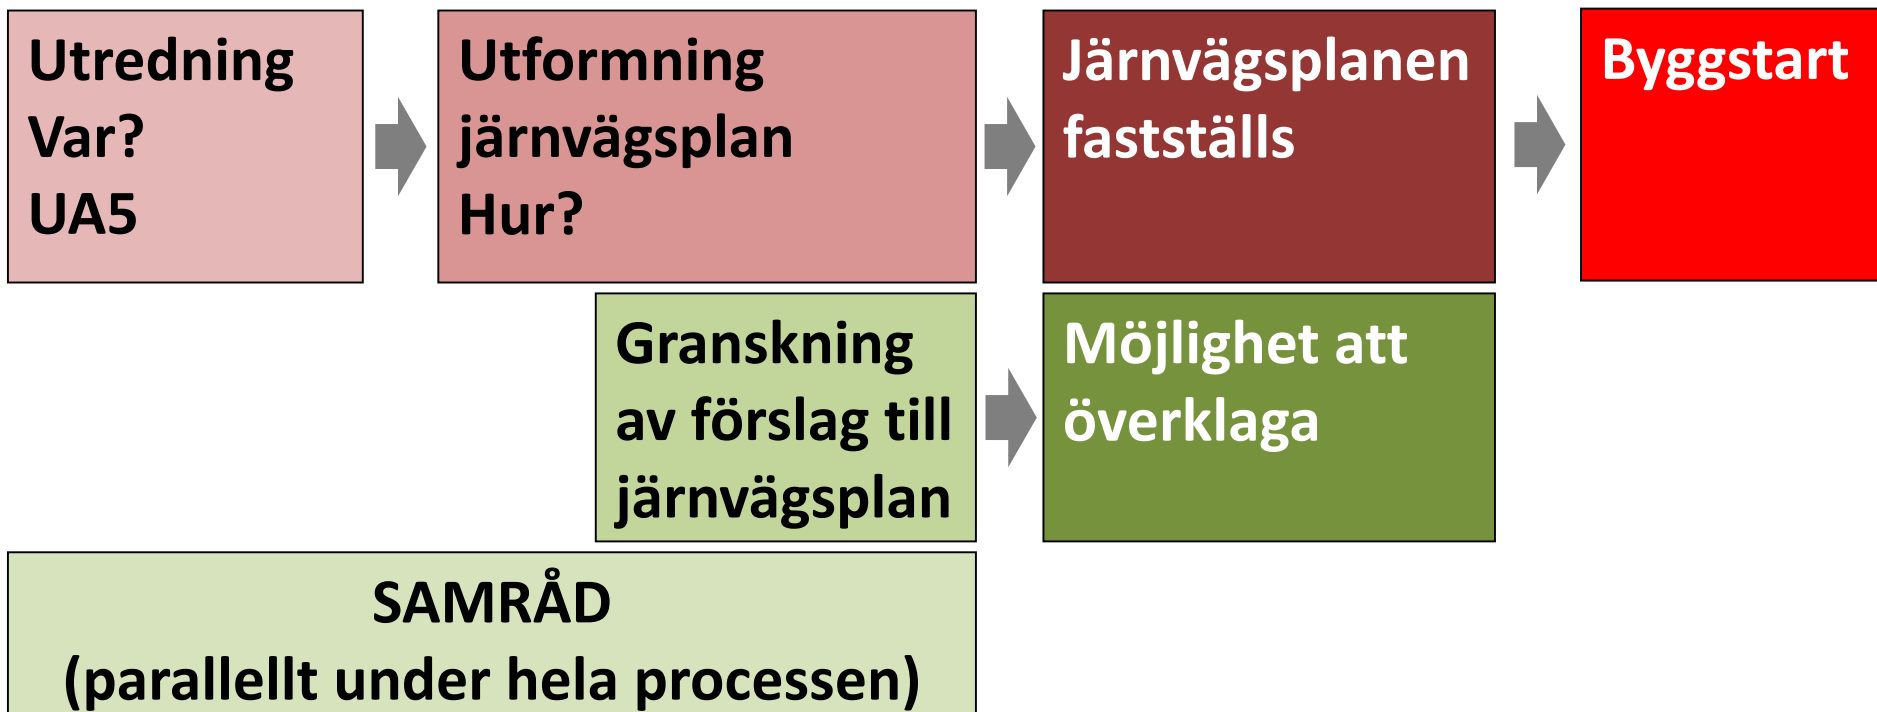 Utredning
Var?
UA5
Utformning
järnvägsplan
Hur?
Järnvägsplanen
fastställs
Byggstart
Granskning
av förslag till
järnvägsplan
Möjlighet att
överklaga
SAMRÅD
(parallellt under hela processen)